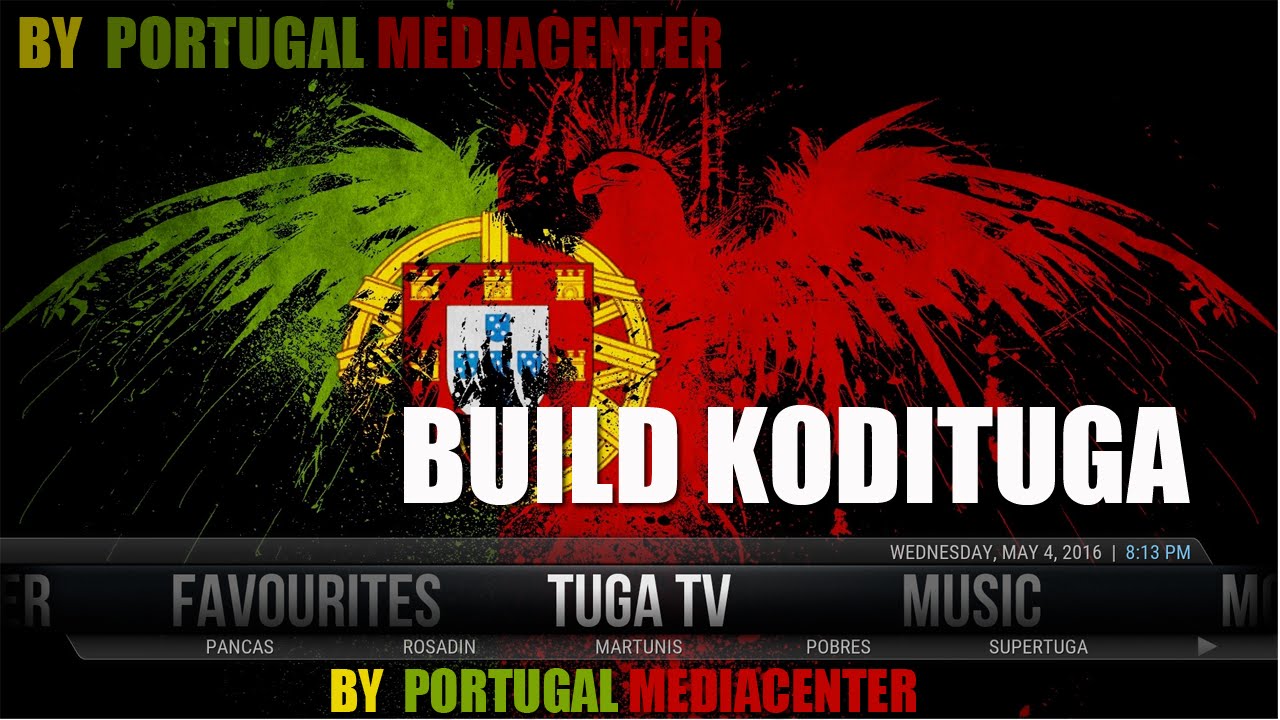 BY PORTUGAL MEDIACENTER
BUILD KODITUGA
WEDNESDAY, MAY 4, 2016 | 8:13 PM
FAVOURITES TUGA TV MUSIC
PANCAS ROSADIN MARTUNIS POBRES SUPERTUGA
BY PORTUGAL MEDIACENTER